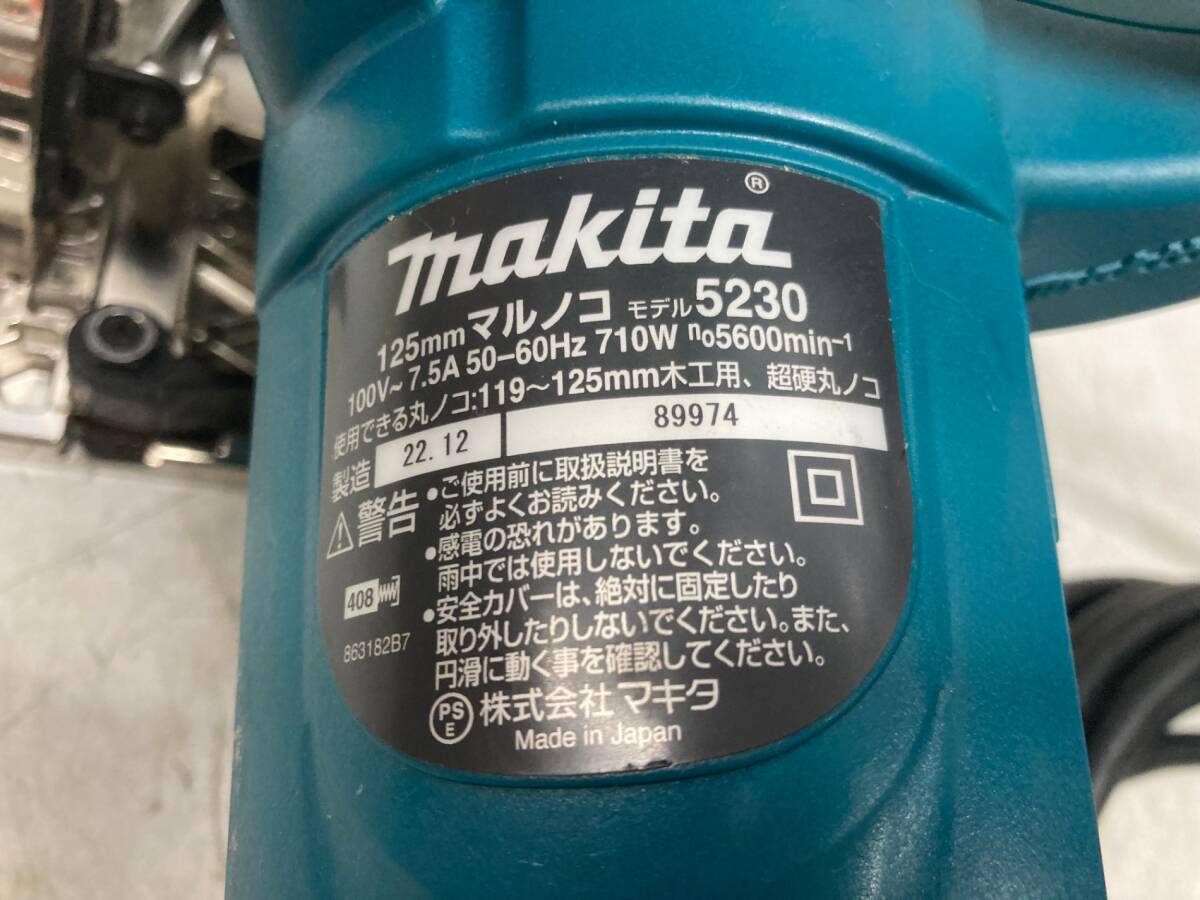 makita®
125mmマルノコ モデル5230
100V~7.5A 50-60Hz 710W n₀5600min⁻¹
使用できる丸ノコ:119〜125mm木工用、超硬丸ノコ
製造 22.12 89974
警告 •ご使用前に取扱説明書を
必ずよくお読みください。
•感電の恐れがあります。
雨中では使用しないでください。
•安全カバーは、絶対に固定したり
取り外したりしないでください。また、
円滑に動く事を確認してください。
408
863182B7
PSE 株式会社マキタ
Made in Japan